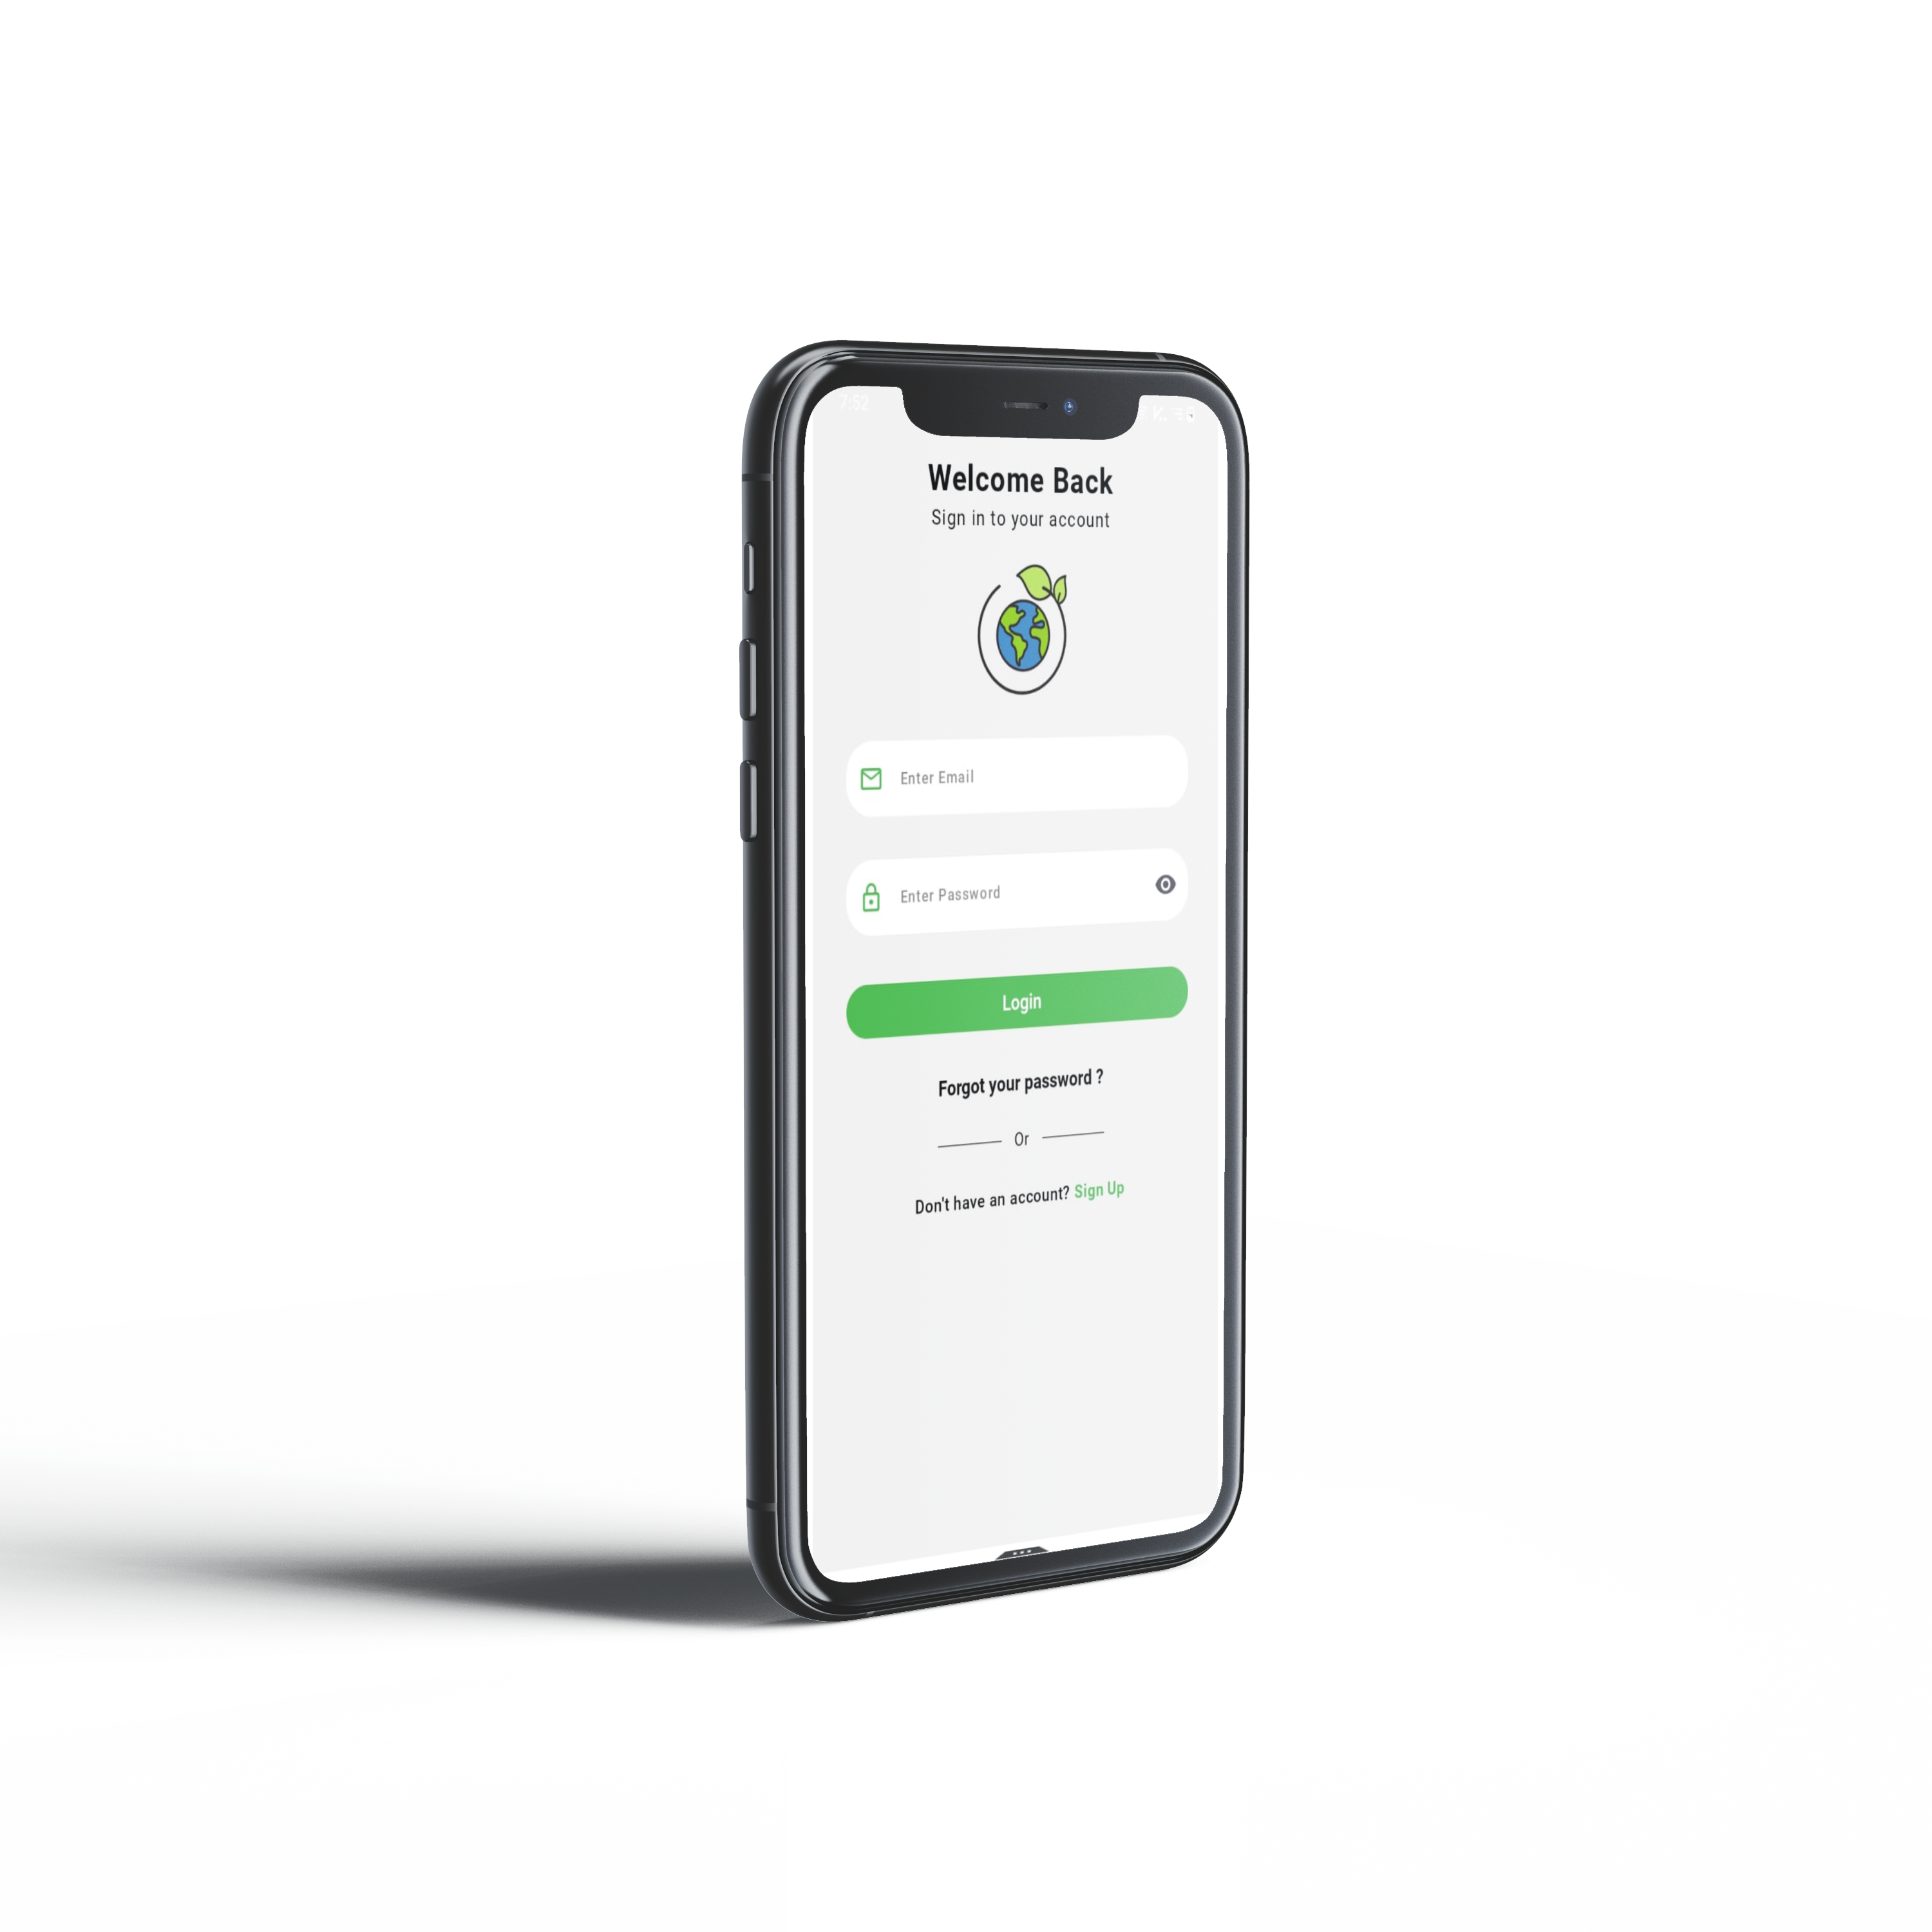 7:52
Welcome Back
Sign in to your account
Enter Email
Enter Password
Login
Forgot your password ?
Or
Don't have an account? Sign Up